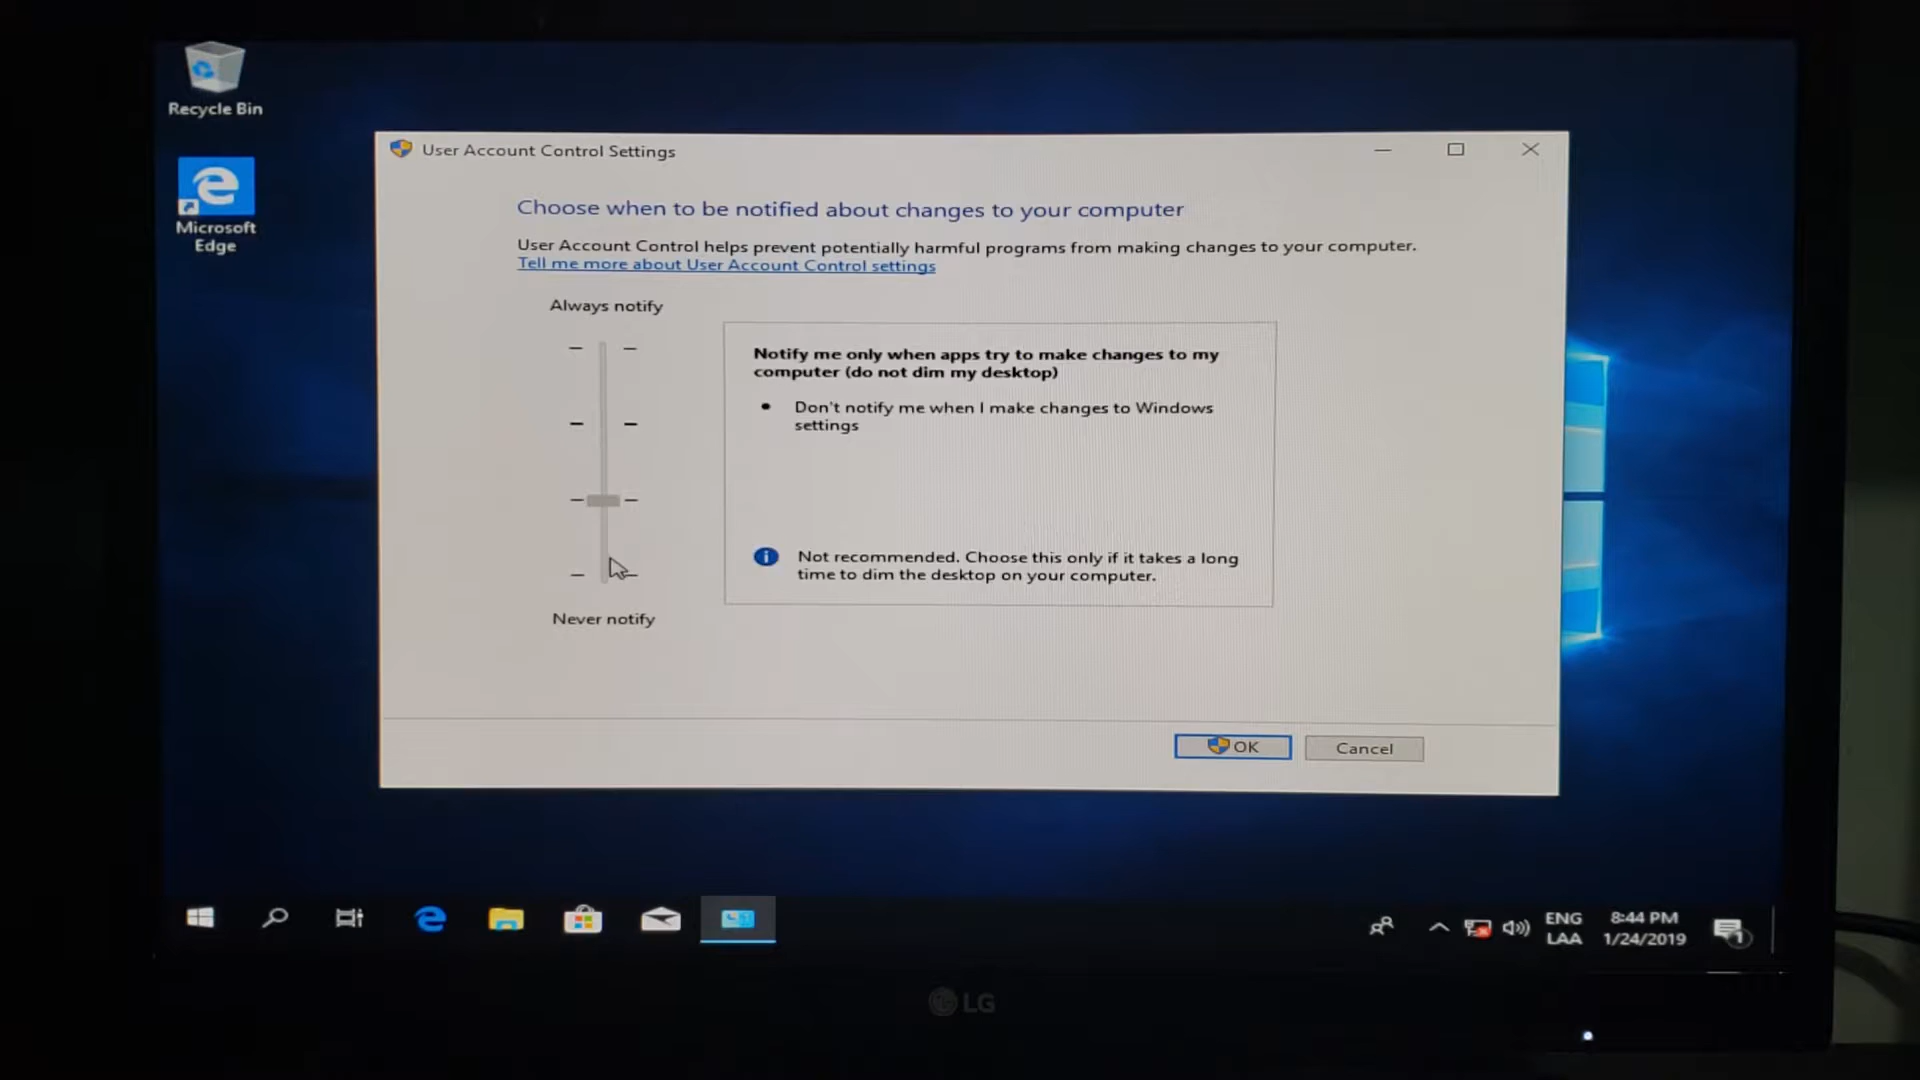 Recycle Bin
Microsoft
Edge
User Account Control Settings
Choose when to be notified about changes to your computer
User Account Control helps prevent potentially harmful programs from making changes to your computer.
Tell me more about User Account Control settings
Always notify
Notify me only when apps try to make changes to my
computer (do not dim my desktop)
Don't notify me when I make changes to Windows
settings
Not recommended. Choose this only if it takes a long
time to dim the desktop on your computer.
Never notify
OK
Cancel
ENG
LAA
8:44 PM
1/24/2019
1
LG